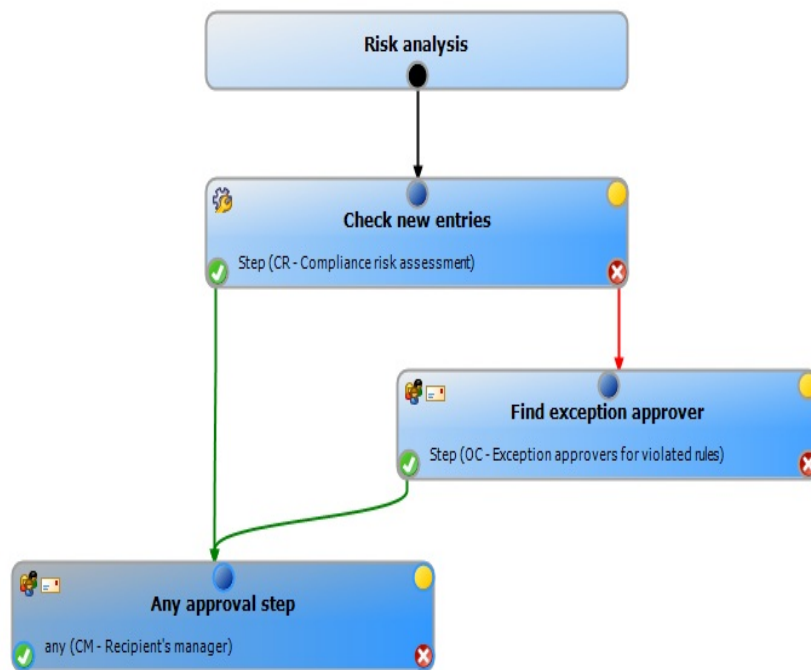 Risk analysis
Check new entries
Step (CR - Compliance risk assessment)
Find exception approver
Step (OC - Exception approvers for violated rules)
Any approval step
any (CM - Recipient's manager)